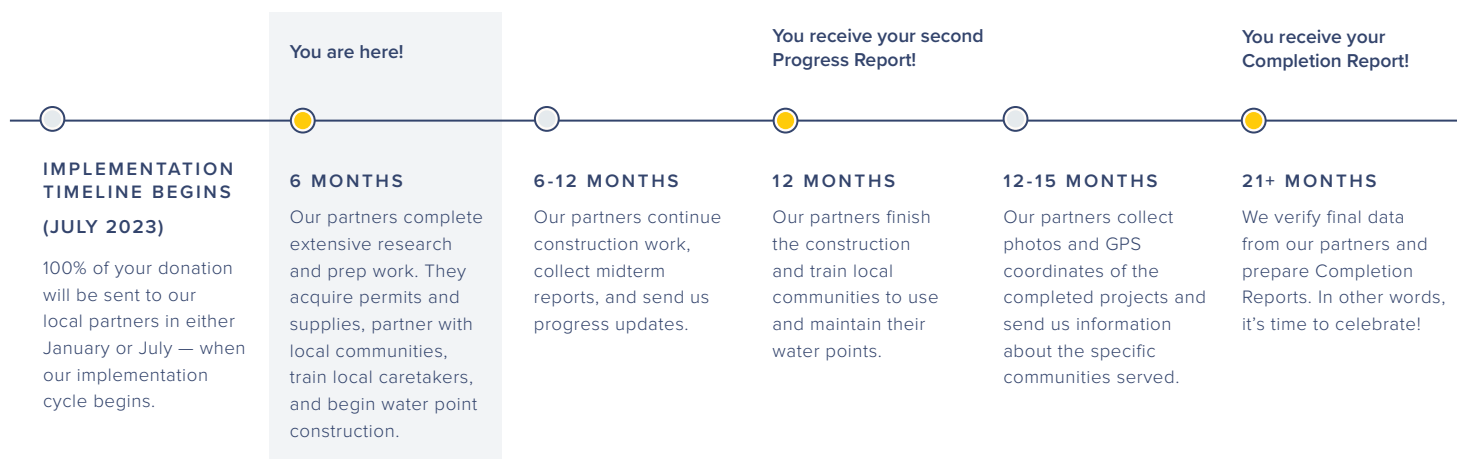 You are here!
You receive your second
Progress Report!
You receive your
Completion Report!
IMPLEMENTATION
TIMELINE BEGINS
(JULY 2023)
100% of your donation
will be sent to our
local partners in either
January or July — when
our implementation
cycle begins.
6 MONTHS
Our partners complete
extensive research
and prep work. They
acquire permits and
supplies, partner with
local communities,
train local caretakers,
and begin water point
construction.
6-12 MONTHS
Our partners continue
construction work,
collect midterm
reports, and send us
progress updates.
12 MONTHS
Our partners finish
the construction
and train local
communities to use
and maintain their
water points.
12-15 MONTHS
Our partners collect
photos and GPS
coordinates of the
completed projects and
send us information
about the specific
communities served.
21+ MONTHS
We verify final data
from our partners and
prepare Completion
Reports. In other words,
it’s time to celebrate!